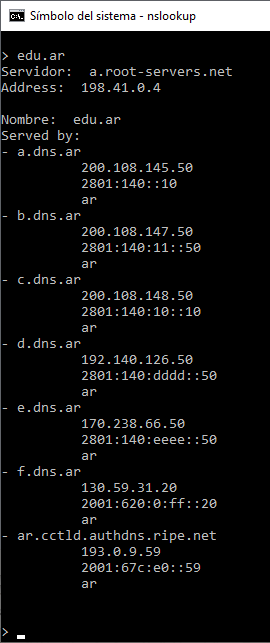 Símbolo del sistema - nslookup
> edu.ar
Servidor:  a.root-servers.net
Address:  198.41.0.4
Nombre:  edu.ar
Served by:
- a.dns.ar
200.108.145.50
2801:140::10
ar
- b.dns.ar
200.108.147.50
2801:140:11::50
ar
- c.dns.ar
200.108.148.50
2801:140:10::10
ar
- d.dns.ar
192.140.126.50
2801:140:dddd::50
ar
- e.dns.ar
170.238.66.50
2801:140:eeee::50
ar
- f.dns.ar
130.59.31.20
2001:620:0:ff::20
ar
- ar.cctld.authdns.ripe.net
193.0.9.59
2001:67c:e0::59
ar
> _